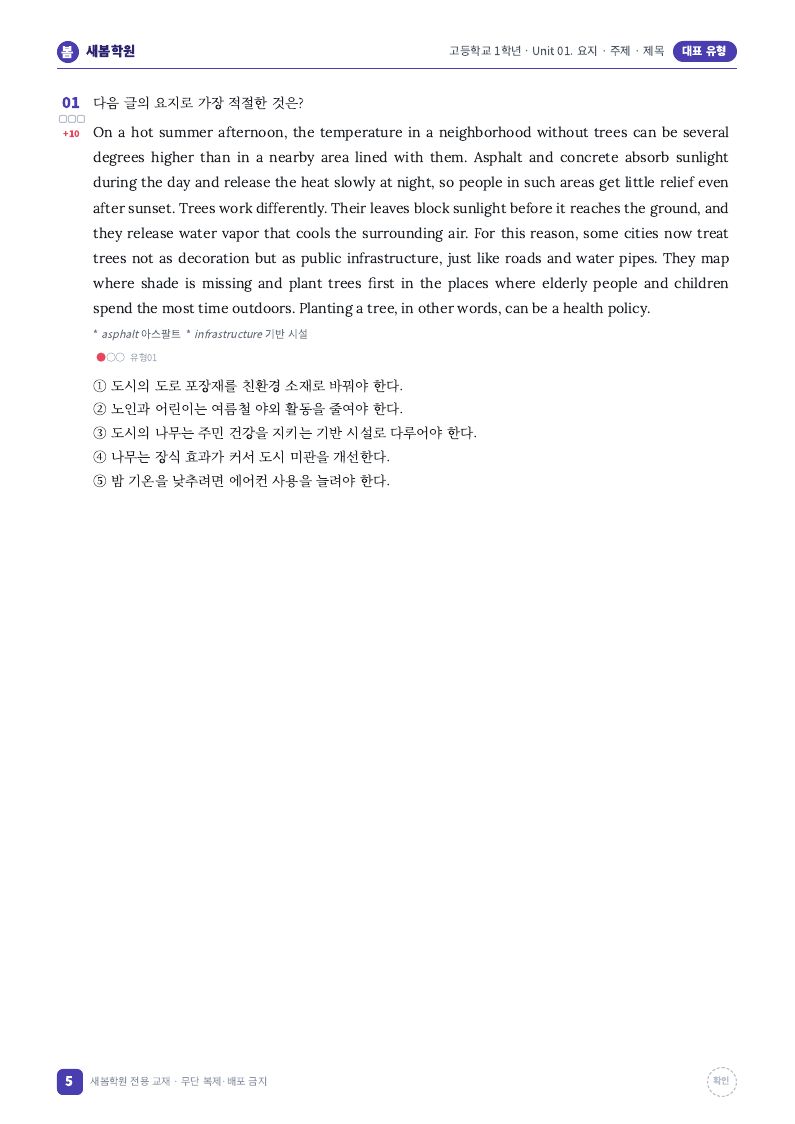 봄 새봄학원
고등학교 1학년 · Unit 01. 요지 · 주제 · 제목 대표 유형
01 다음 글의 요지로 가장 적절한 것은?
+10
On a hot summer afternoon, the temperature in a neighborhood without trees can be several
degrees higher than in a nearby area lined with them. Asphalt and concrete absorb sunlight
during the day and release the heat slowly at night, so people in such areas get little relief even
after sunset. Trees work differently. Their leaves block sunlight before it reaches the ground, and
they release water vapor that cools the surrounding air. For this reason, some cities now treat
trees not as decoration but as public infrastructure, just like roads and water pipes. They map
where shade is missing and plant trees first in the places where elderly people and children
spend the most time outdoors. Planting a tree, in other words, can be a health policy.
* asphalt 아스팔트 * infrastructure 기반 시설
유형01
① 도시의 도로 포장재를 친환경 소재로 바꿔야 한다.
② 노인과 어린이는 여름철 야외 활동을 줄여야 한다.
③ 도시의 나무는 주민 건강을 지키는 기반 시설로 다루어야 한다.
④ 나무는 장식 효과가 커서 도시 미관을 개선한다.
⑤ 밤 기온을 낮추려면 에어컨 사용을 늘려야 한다.
5 새봄학원 전용 교재 · 무단 복제·배포 금지
확인